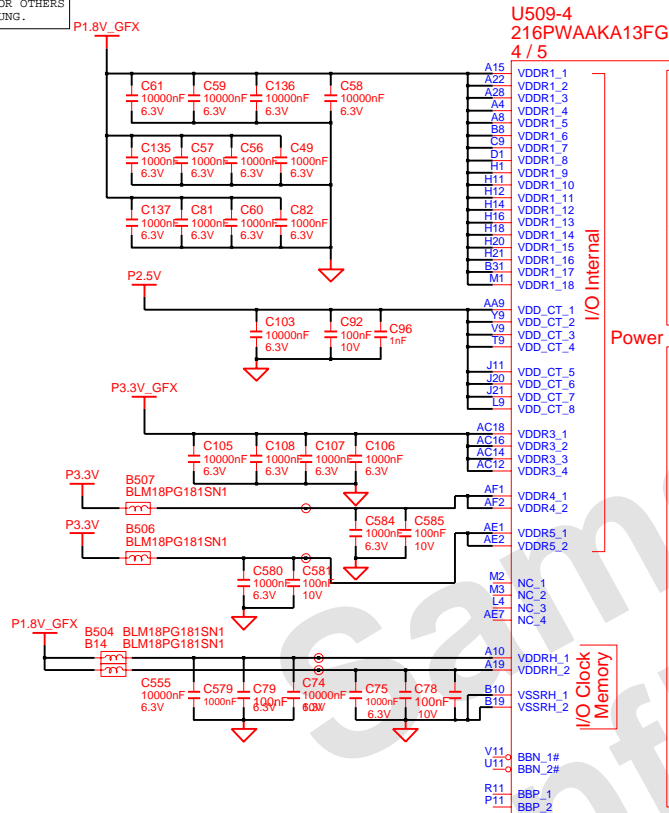 OR OTHERS
UNG.
P1.8V_GFX
U509-4
216PWAAKA13FG
4 / 5
C61 C59 C136 C58
10000nF 10000nF 10000nF 10000nF
6.3V 6.3V 6.3V 6.3V
C135 C57 C56 C49
1000nF 1000nF 1000nF 1000nF
6.3V 6.3V 6.3V 6.3V
C137 C81 C60 C82
1000nF 1000nF 1000nF 1000nF
6.3V 6.3V 6.3V 6.3V
A15 VDDR1_1
A22 VDDR1_2
A28 VDDR1_3
A4 VDDR1_4
A8 VDDR1_5
B8 VDDR1_6
C9 VDDR1_7
D1 VDDR1_8
H1 VDDR1_9
H11 VDDR1_10
H12 VDDR1_11
H14 VDDR1_12
H16 VDDR1_13
H18 VDDR1_14
H20 VDDR1_15
H21 VDDR1_16
B31 VDDR1_17
M1 VDDR1_18
I/O Internal
Power
P2.5V
C103 C92 C96
10000nF 100nF 1nF
6.3V 10V
AA9 VDD_CT_1
Y9 VDD_CT_2
V9 VDD_CT_3
T9 VDD_CT_4
J11 VDD_CT_5
J20 VDD_CT_6
J21 VDD_CT_7
L9 VDD_CT_8
P3.3V_GFX
C105 C108 C107 C106
10000nF 1000nF 1000nF 1000nF
6.3V 6.3V 6.3V 6.3V
AC18 VDDR3_1
AC16 VDDR3_2
AC14 VDDR3_3
AC12 VDDR3_4
P3.3V
B507
BLM18PG181SN1
C584 C585
1000nF 100nF
6.3V 10V
AF1 VDDR4_1
AF2 VDDR4_2
P3.3V
B506
BLM18PG181SN1
C580 C581
1000nF 100nF
6.3V 10V
AE1 VDDR5_1
AE2 VDDR5_2
M2 NC_1
M3 NC_2
L4 NC_3
AE7 NC_4
P1.8V_GFX
B504 BLM18PG181SN1
B14 BLM18PG181SN1
C555 C579 C79 C74 C75 C78
10000nF 1000nF 100nF 10000nF 1000nF 100nF
6.3V 6.3V 10V 6.3V 6.3V 10V
A10 VDDRH_1
A19 VDDRH_2
B10 VSSRH_1
B19 VSSRH_2
I/O Clock
Memory
V11 BBN_1#
U11 BBN_2#
R11 BBP_1
P11 BBP_2
Sam
nf